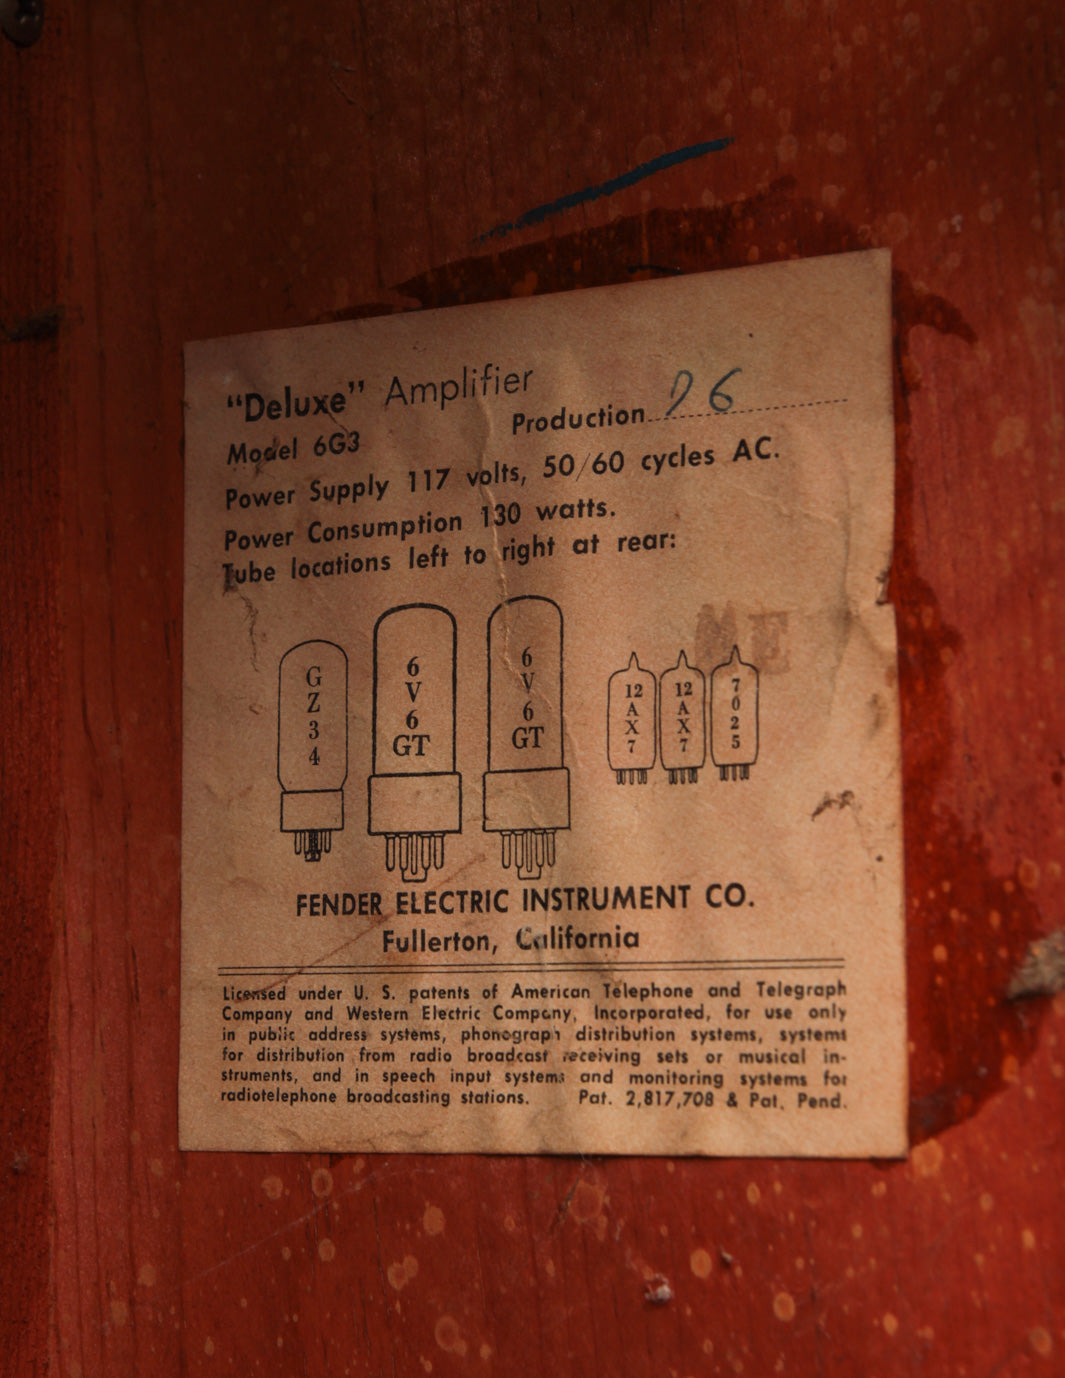 "Deluxe" Amplifier
Production 26
Model 6G3
Power Supply 117 volts, 50/60 cycles AC.
Power Consumption 130 watts.
Tube locations left to right at rear:
GZ34
6V6GT
6V6GT
12AX7
12AX7
7025
FENDER ELECTRIC INSTRUMENT CO.
Fullerton, California
Licensed under U. S. patents of American Telephone and Telegraph
Company and Western Electric Company, Incorporated, for use only
in public address systems, phonograph distribution systems, systems
for distribution from radio broadcast receiving sets or musical in-
struments, and in speech input systems and monitoring systems for
radiotelephone broadcasting stations. Pat. 2,817,708 & Pat. Pend.